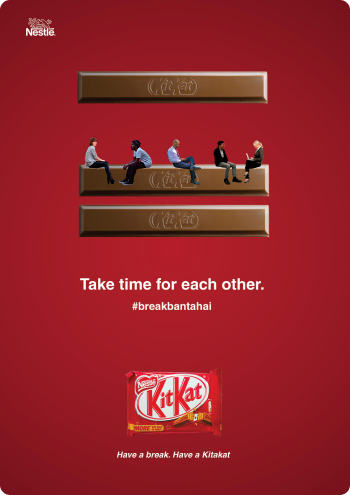 Nestlé
KitKat
KitKat
KitKat
Take time for each other.
#breakbantahai
Nestlé
KitKat
Have a break. Have a Kitakat